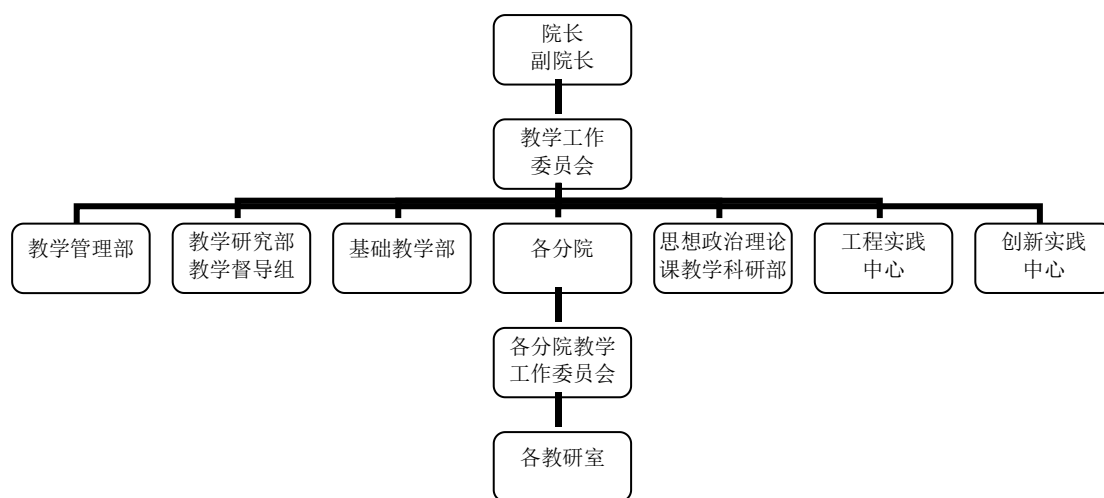 院长
副院长
教学工作
委员会
教学管理部
教学研究部
教学督导组
基础教学部
各分院
思想政治理论
课教学科研部
工程实践
中心
创新实践
中心
各分院教学
工作委员会
各教研室